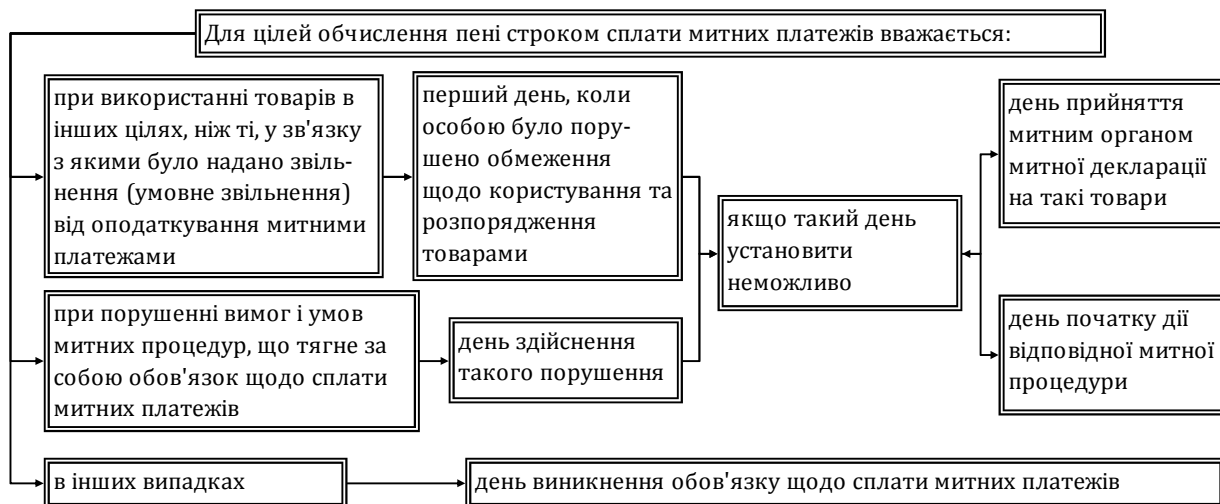 Для цілей обчислення пені строком сплати митних платежів вважається:
при використанні товарів в
інших цілях, ніж ті, у зв'язку
з якими було надано звіль-
нення (умовне звільнення)
від оподаткування митними
платежами
перший день, коли
особою було пору-
шено обмеження
щодо користування та
розпорядження
товарами
якщо такий день
установити
неможливо
день прийняття
митним органом
митної декларації
на такі товари
день початку дії
відповідної митної
процедури
при порушенні вимог і умов
митних процедур, що тягне за
собою обов'язок щодо сплати
митних платежів
день здійснення
такого порушення
в інших випадках
день виникнення обов'язку щодо сплати митних платежів